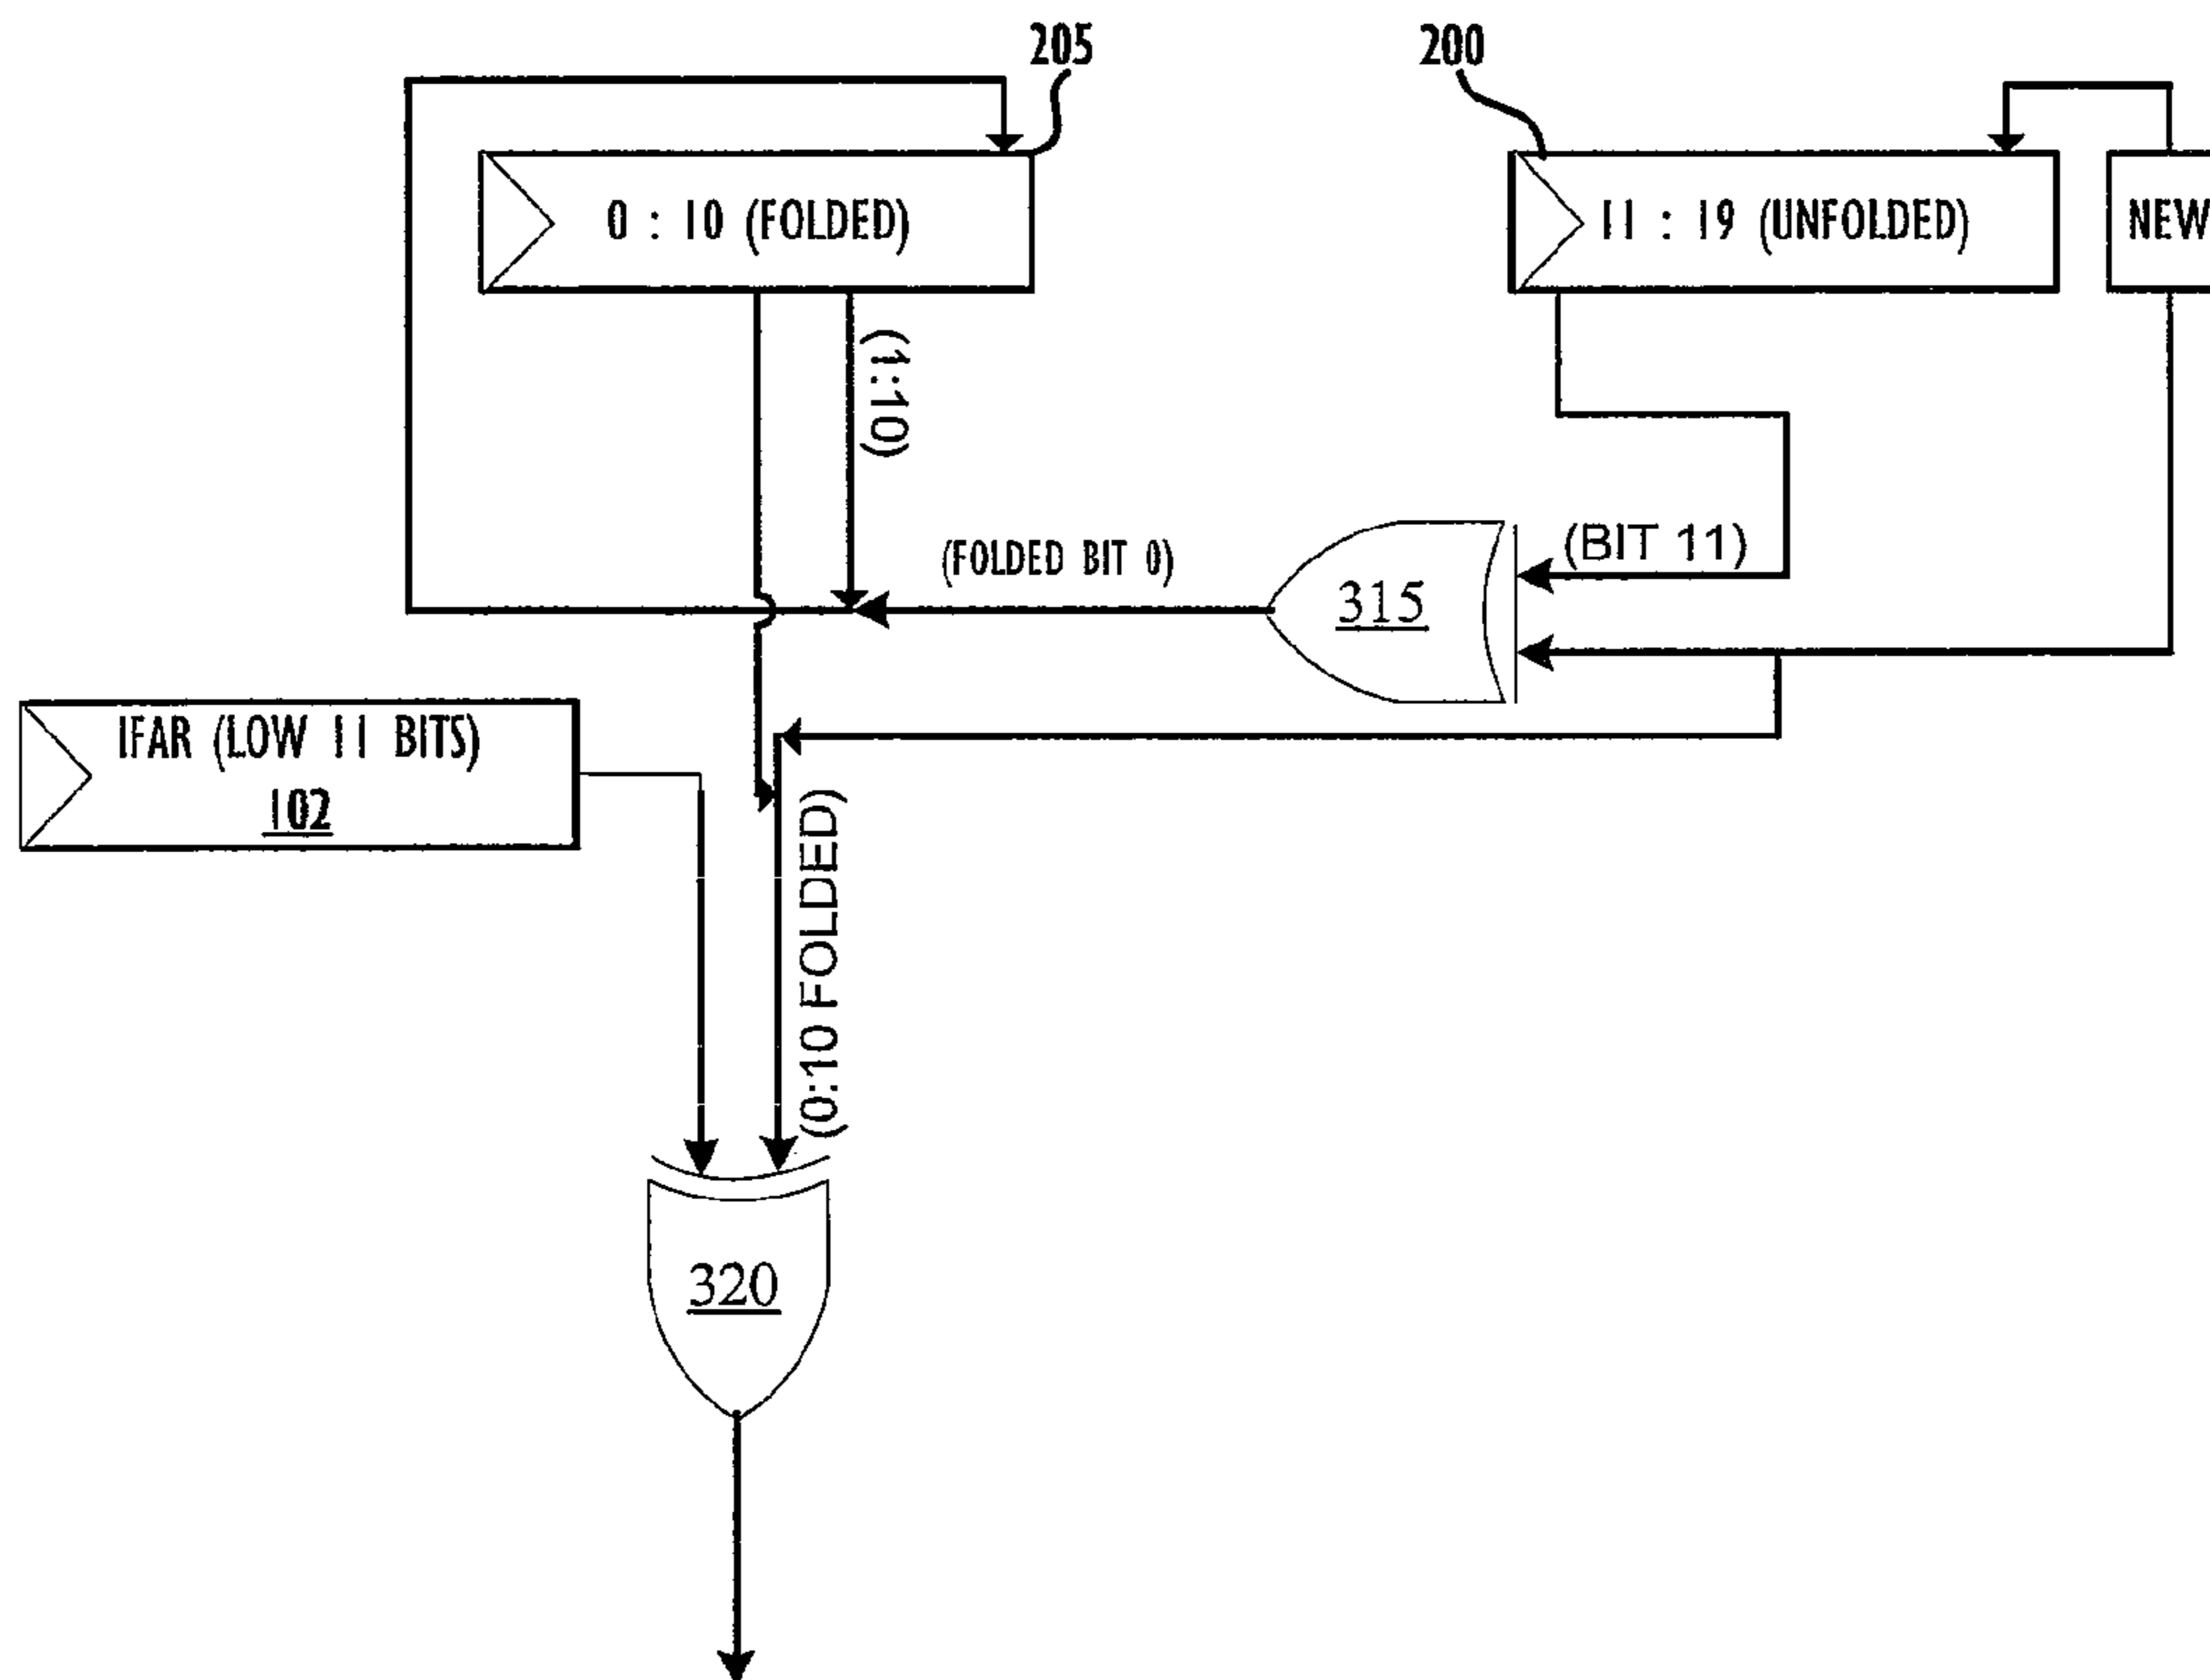 205
200
0 : 10 (FOLDED)
11 : 19 (UNFOLDED)
NEW
(1:10)
(FOLDED BIT 0)
(BIT 11)
315
IFAR (LOW 11 BITS)
102
(0:10 FOLDED)
320